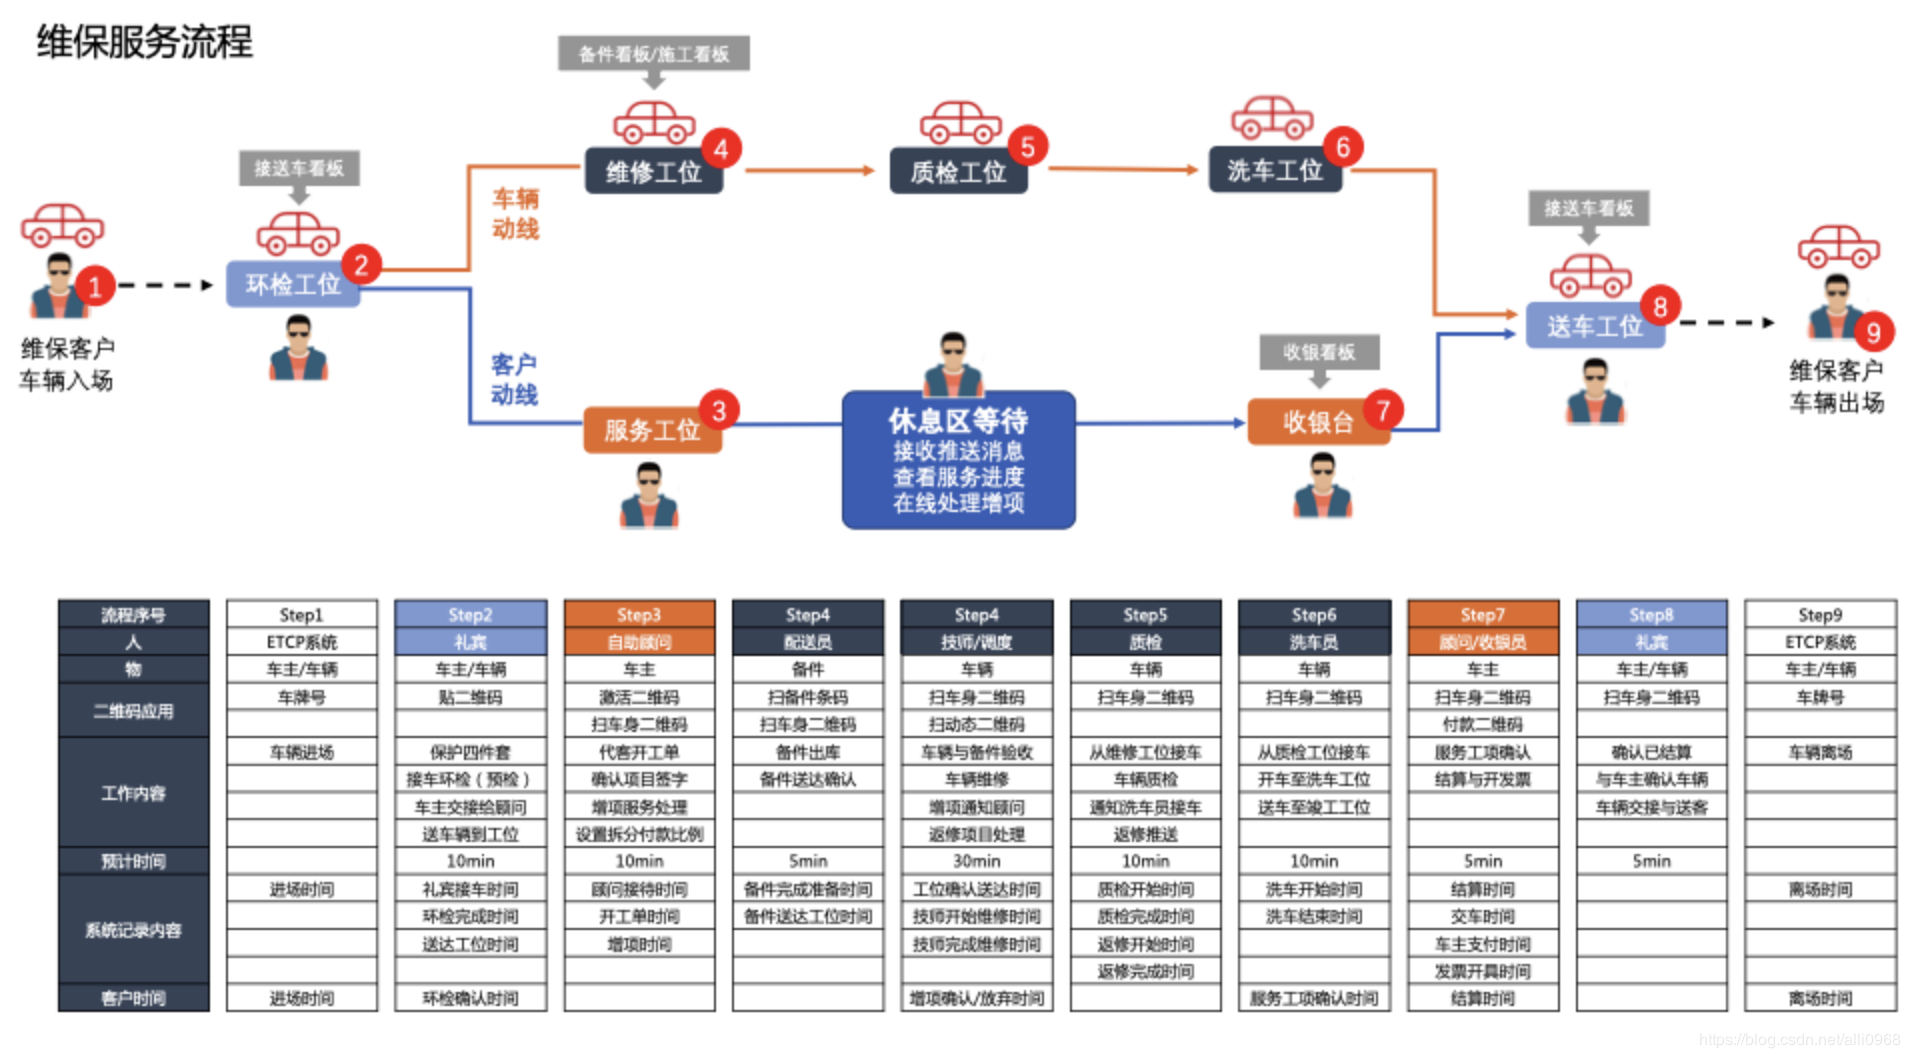 维保服务流程
备件看板/施工看板
接送车看板
维修工位
4
质检工位
5
洗车工位
6
车辆
动线
接送车看板
1
维保客户
车辆入场
环检工位
2
客户
动线
服务工位
3
休息区等待
接收推送消息
查看服务进度
在线处理增项
收银看板
收银台
7
送车工位
8
9
维保客户
车辆出场
流程序号 Step1 Step2 Step3 Step4 Step4 Step5 Step6 Step7 Step8 Step9
人 ETCP系统 礼宾 自助顾问 配送员 技师/调度 质检 洗车员 顾问/收银员 礼宾 ETCP系统
物 车主/车辆 车主/车辆 车主 备件 车辆 车辆 车辆 车主 车主/车辆 车主/车辆
二维码应用 车牌号 贴二维码 激活二维码 扫备件条码 扫车身二维码 扫车身二维码 扫车身二维码 扫车身二维码 扫车身二维码 车牌号
扫车身二维码 扫车身二维码 扫动态二维码 付款二维码
工作内容 车辆进场 保护四件套 代客开工单 备件出库 车辆与备件验收 从维修工位接车 从质检工位接车 服务工项确认 确认已结算 车辆离场
接车环检（预检） 确认项目签字 备件送达确认 车辆维修 车辆质检 开车至洗车工位 结算与开发票 与车主确认车辆
车主交接给顾问 增项服务处理 增项通知顾问 通知洗车员接车 送车至竣工工位 车辆交接与送客
送车辆到工位 设置拆分付款比例 返修项目处理 返修推送
预计时间 10min 10min 5min 30min 10min 10min 5min 5min
系统记录内容 进场时间 礼宾接车时间 顾问接待时间 备件完成准备时间 工位确认送达时间 质检开始时间 洗车开始时间 结算时间 离场时间
环检完成时间 开工单时间 备件送达工位时间 技师开始维修时间 质检完成时间 洗车结束时间 交车时间
送达工位时间 增项时间 技师完成维修时间 返修开始时间 车主支付时间
返修完成时间 发票开具时间
客户时间 进场时间 环检确认时间 增项确认/放弃时间 服务工项确认时间 结算时间 离场时间
https://blog.csdn.net/alli0968